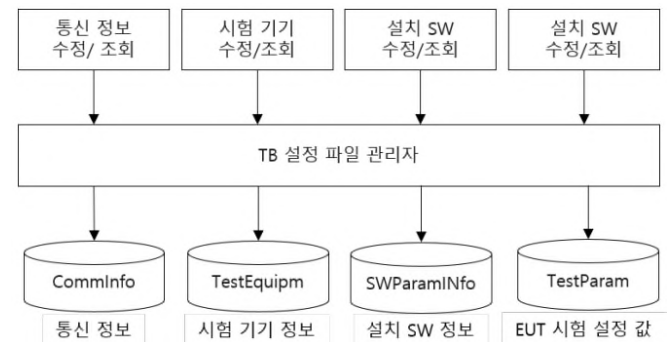 통신 정보
수정/ 조회
시험 기기
수정/조회
설치 SW
수정/조회
설치 SW
수정/조회
TB 설정 파일 관리자
CommInfo
TestEquipm
SWParamINfo
TestParam
통신 정보
시험 기기 정보
설치 SW 정보
EUT 시험 설정 값